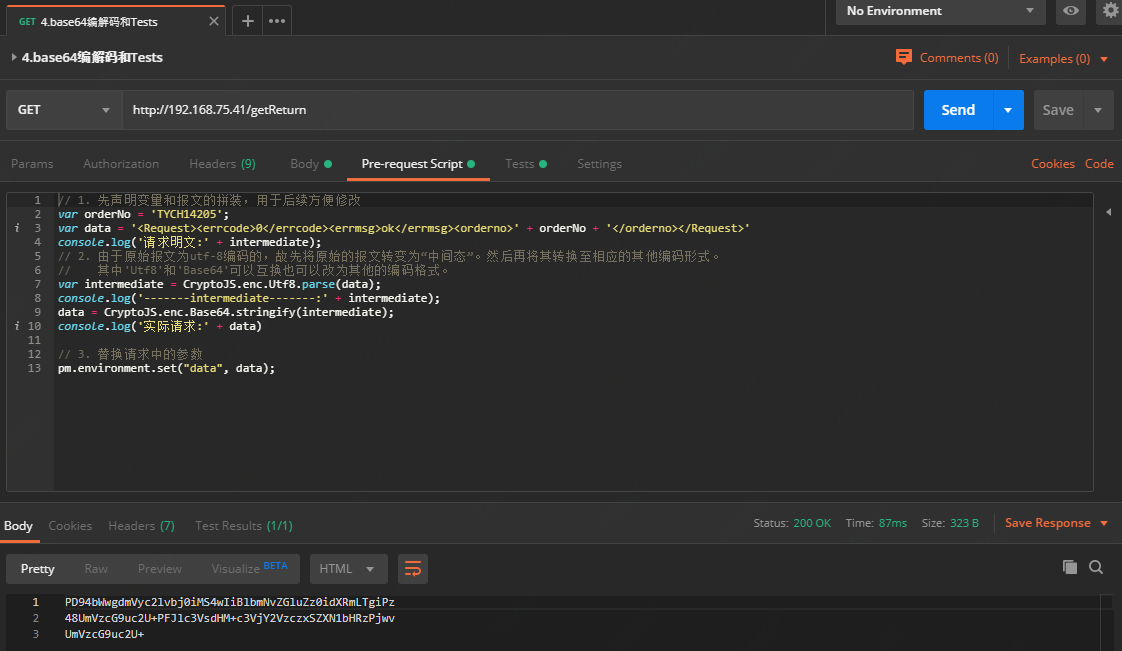 GET 4.base64编解码和Tests
No Environment
4.base64编解码和Tests
Comments (0)
Examples (0)
GET
http://192.168.75.41/getReturn
Send
Save
Params
Authorization
Headers (9)
Body
Pre-request Script
Tests
Settings
Cookies
Code
1 // 1. 先声明变量和报文的拼装，用于后续方便修改
2 var orderNo = 'TYCH14205';
i 3 var data = '<Request><errcode>0</errcode><errmsg>ok</errmsg><orderno>' + orderNo + '</orderno></Request>'
4 console.log('请求明文:' + intermediate);
5 // 2. 由于原始报文为utf-8编码的，故先将原始的报文转变为“中间态”。然后再将其转换至相应的其他编码形式。
6 //    其中'Utf8'和'Base64'可以互换也可以改为其他的编码格式。
7 var intermediate = CryptoJS.enc.Utf8.parse(data);
8 console.log('-------intermediate-------:' + intermediate);
9 data = CryptoJS.enc.Base64.stringify(intermediate);
i 10 console.log('实际请求:' + data)
11
12 // 3. 替换请求中的参数
13 pm.environment.set("data", data);
Body
Cookies
Headers (7)
Test Results (1/1)
Status: 200 OK
Time: 87ms
Size: 323 B
Save Response
Pretty
Raw
Preview
Visualize BETA
HTML
1 PD94bWwgdmVyc2lvbj0iMS4wIiBlbmNvZGluZz0idXRmLTgiPz
2 48UmVzcG9uc2U+PFJlc3VsdHM+c3VjY2VzczxSZXN1bHRzPjwv
3 UmVzcG9uc2U+